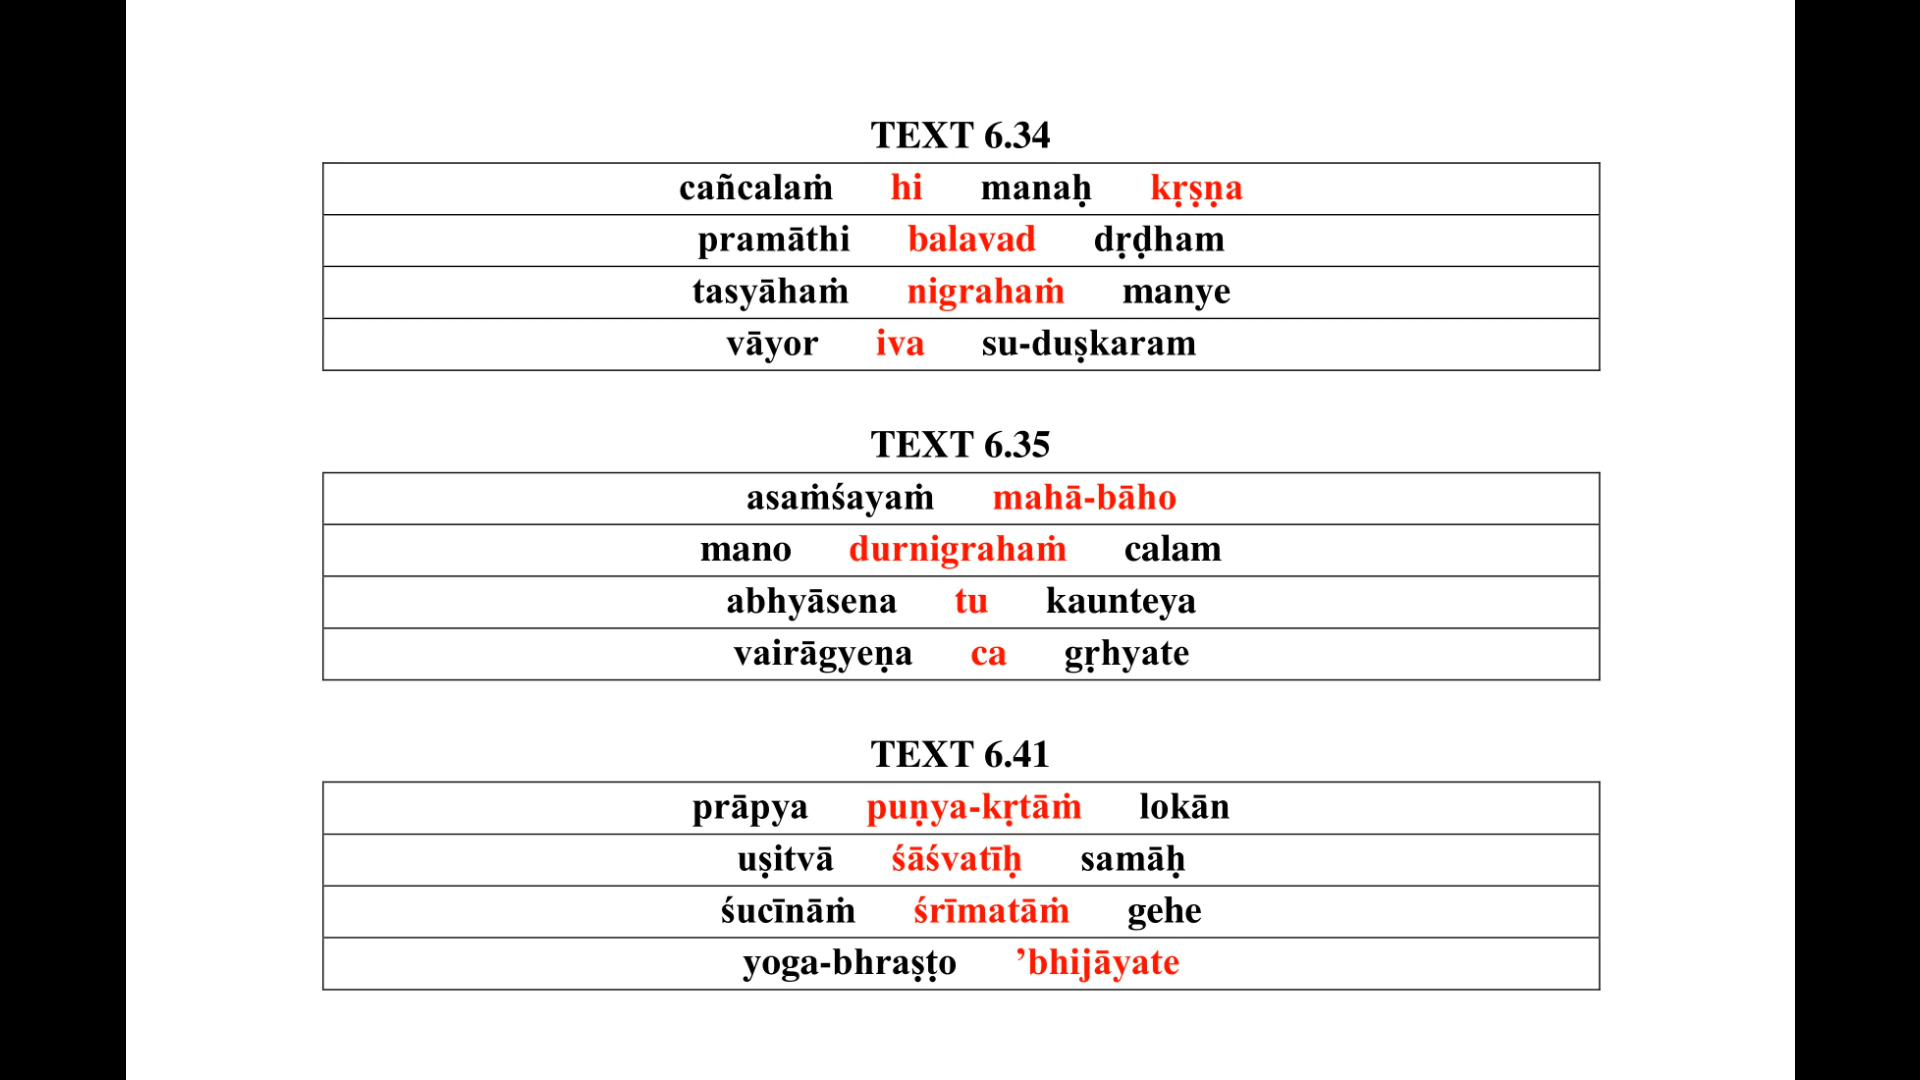 TEXT 6.34
cañcalaṁ hi manaḥ kṛṣṇa
pramāthi balavad dṛḍham
tasyāhaṁ nigrahaṁ manye
vāyor iva su-duṣkaram
TEXT 6.35
asaṁśayaṁ mahā-bāho
mano durnigrahaṁ calam
abhyāsena tu kaunteya
vairāgyeṇa ca gṛhyate
TEXT 6.41
prāpya puṇya-kṛtāṁ lokān
uṣitvā śāśvatīḥ samāḥ
śucīnāṁ śrīmatāṁ gehe
yoga-bhraṣṭo ’bhijāyate